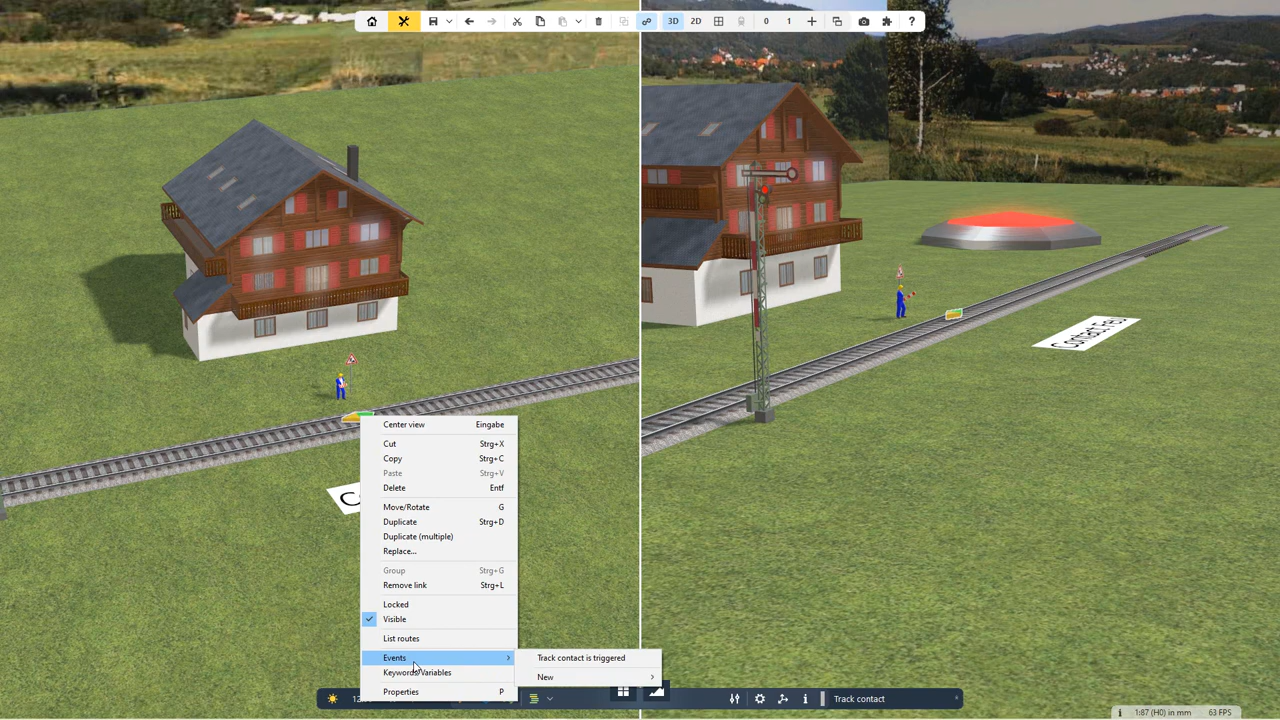 3D 2D 0 1 ?
Contact Feu
Center view Eingabe
Cut Strg+X
Copy Strg+C
Paste Strg+V
Delete Entf
Move/Rotate G
Duplicate Strg+D
Duplicate (multiple)
Replace...
Group Strg+G
Remove link Strg+L
Locked
Visible
List routes
Events
Keywords/Variables
Properties P
Track contact is triggered
New
Track contact
1:87 (H0) in mm 63 FPS